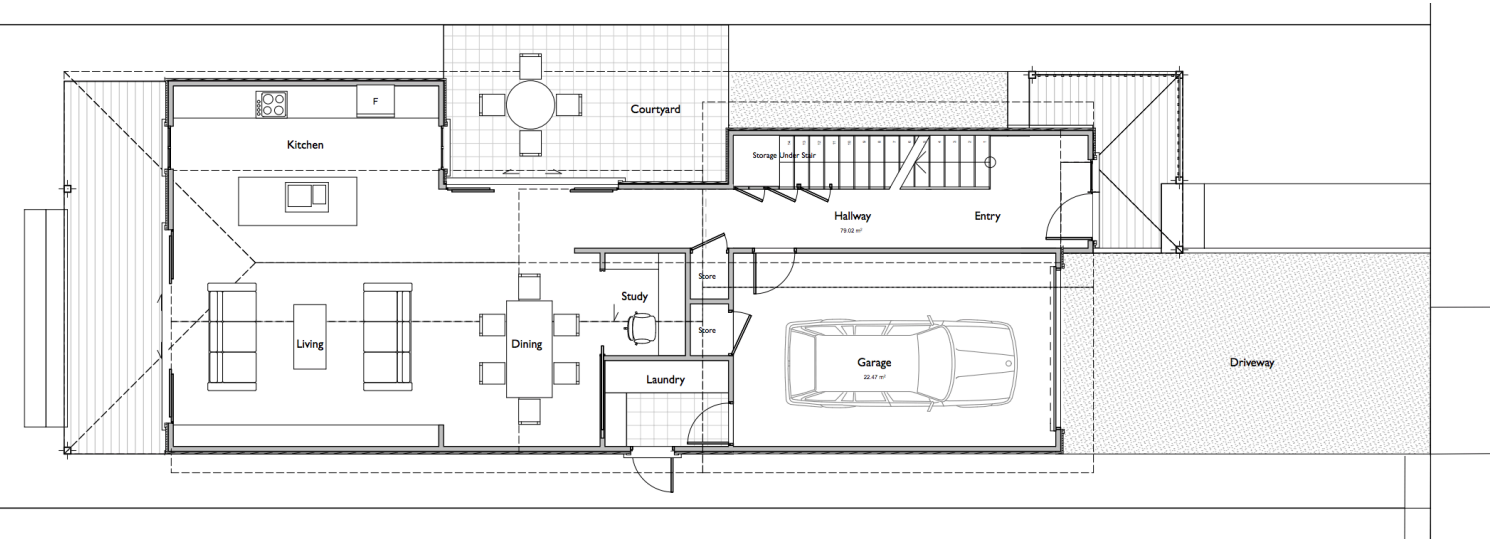 F
Courtyard
Kitchen
Storage Under Stair
Hallway
79.02 m²
Entry
Store
Study
Store
Living
Dining
Garage
22.47 m²
Driveway
Laundry